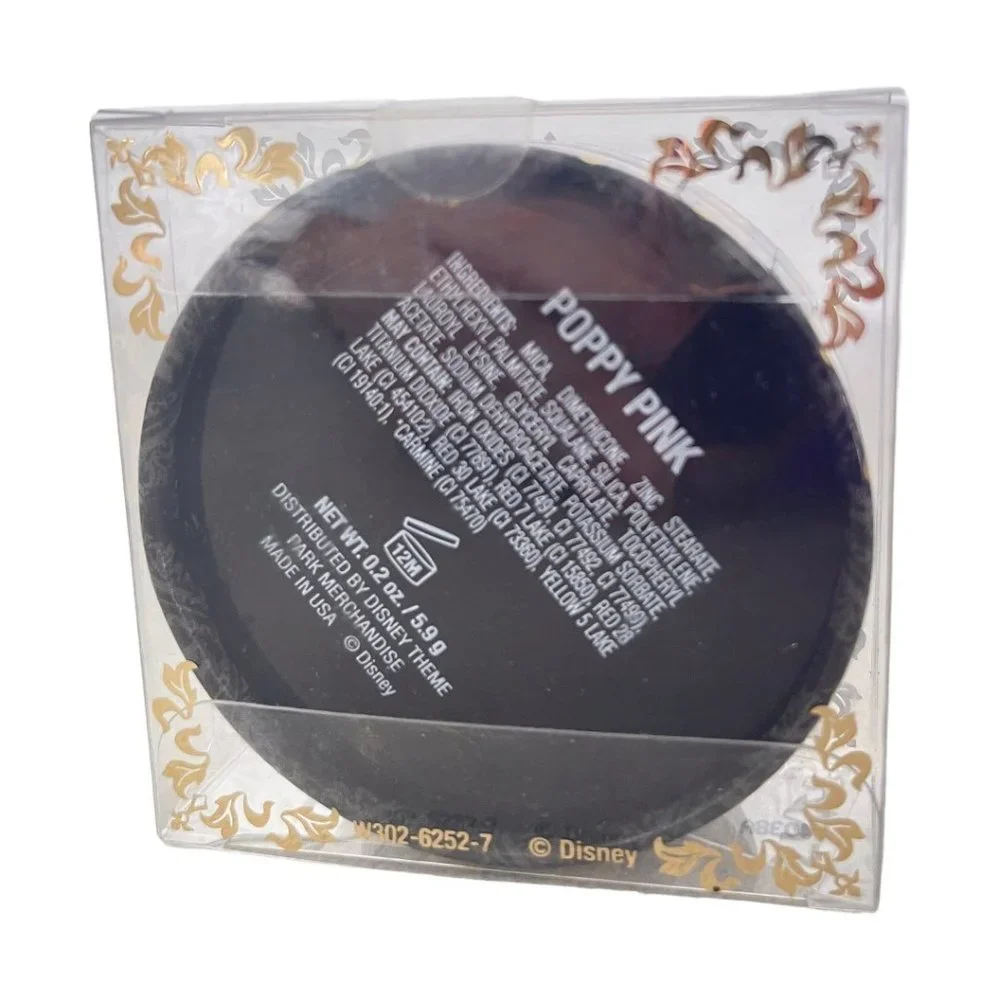 POPPY PINK
INGREDIENTS: MICA, DIMETHICONE, ZINC STEARATE,
ETHYLHEXYL PALMITATE, SQUALANE, SILICA, POLYETHYLENE,
LAUROYL LYSINE, GLYCERYL CAPRYLATE, TOCOPHERYL
ACETATE, SODIUM DEHYDROACETATE, POTASSIUM SORBATE,
MAY CONTAIN: IRON OXIDES (CI 77491, CI 77492, CI 77499),
TITANIUM DIOXIDE (CI 77891), RED 7 LAKE (CI 15850), RED 28
LAKE (CI 45410:2), RED 30 LAKE (CI 73360), YELLOW 5 LAKE
(CI 19140:1), *CARMINE (CI 75470)
12M
NET WT. 0.2 oz. / 5.9 g
DISTRIBUTED BY DISNEY THEME
PARK MERCHANDISE
MADE IN USA © Disney
W302-6252-7 © Disney